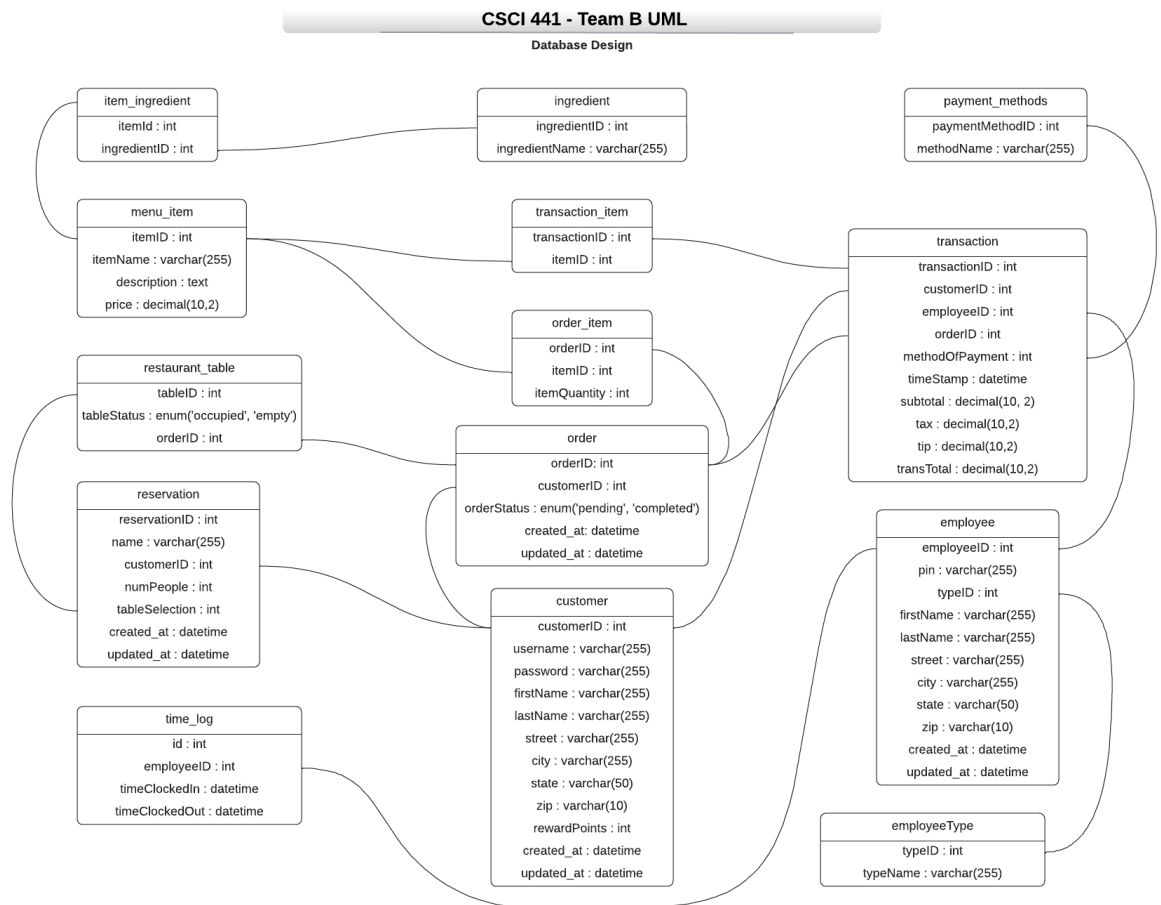 CSCI 441 - Team B UML
Database Design
item_ingredient
itemId : int
ingredientID : int
ingredient
ingredientID : int
ingredientName : varchar(255)
payment_methods
paymentMethodID : int
methodName : varchar(255)
menu_item
itemID : int
itemName : varchar(255)
description : text
price : decimal(10,2)
transaction_item
transactionID : int
itemID : int
transaction
transactionID : int
customerID : int
employeeID : int
orderID : int
methodOfPayment : int
timeStamp : datetime
subtotal : decimal(10, 2)
tax : decimal(10,2)
tip : decimal(10,2)
transTotal : decimal(10,2)
order_item
orderID : int
itemID : int
itemQuantity : int
restaurant_table
tableID : int
tableStatus : enum('occupied', 'empty')
orderID : int
order
orderID: int
customerID : int
orderStatus : enum('pending', 'completed')
created_at: datetime
updated_at : datetime
reservation
reservationID : int
name : varchar(255)
customerID : int
numPeople : int
tableSelection : int
created_at : datetime
updated_at : datetime
employee
employeeID : int
pin : varchar(255)
typeID : int
firstName : varchar(255)
lastName : varchar(255)
street : varchar(255)
city : varchar(255)
state : varchar(50)
zip : varchar(10)
created_at : datetime
updated_at : datetime
customer
customerID : int
username : varchar(255)
password : varchar(255)
firstName : varchar(255)
lastName : varchar(255)
street : varchar(255)
city : varchar(255)
state : varchar(50)
zip : varchar(10)
rewardPoints : int
created_at : datetime
updated_at : datetime
time_log
id : int
employeeID : int
timeClockedIn : datetime
timeClockedOut : datetime
employeeType
typeID : int
typeName : varchar(255)